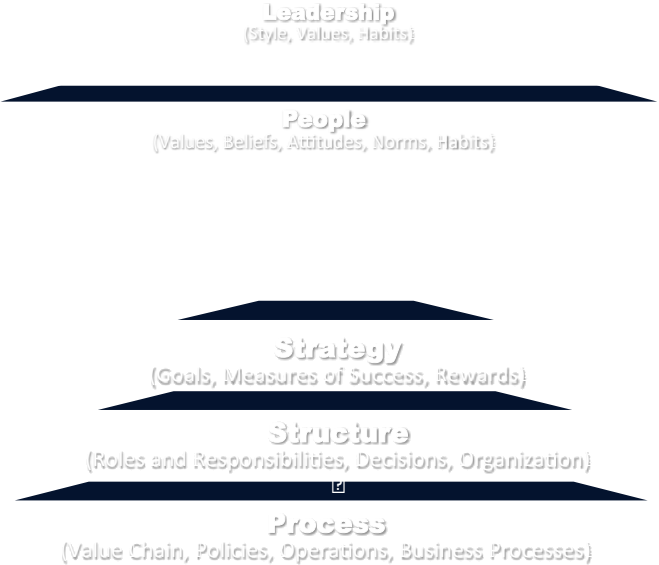 Leadership
(Style, Values, Habits)
People
(Values, Beliefs, Attitudes, Norms, Habits)
Strategy
(Goals, Measures of Success, Rewards)
Structure
(Roles and Responsibilities, Decisions, Organization)
?
Process
(Value Chain, Policies, Operations, Business Processes)